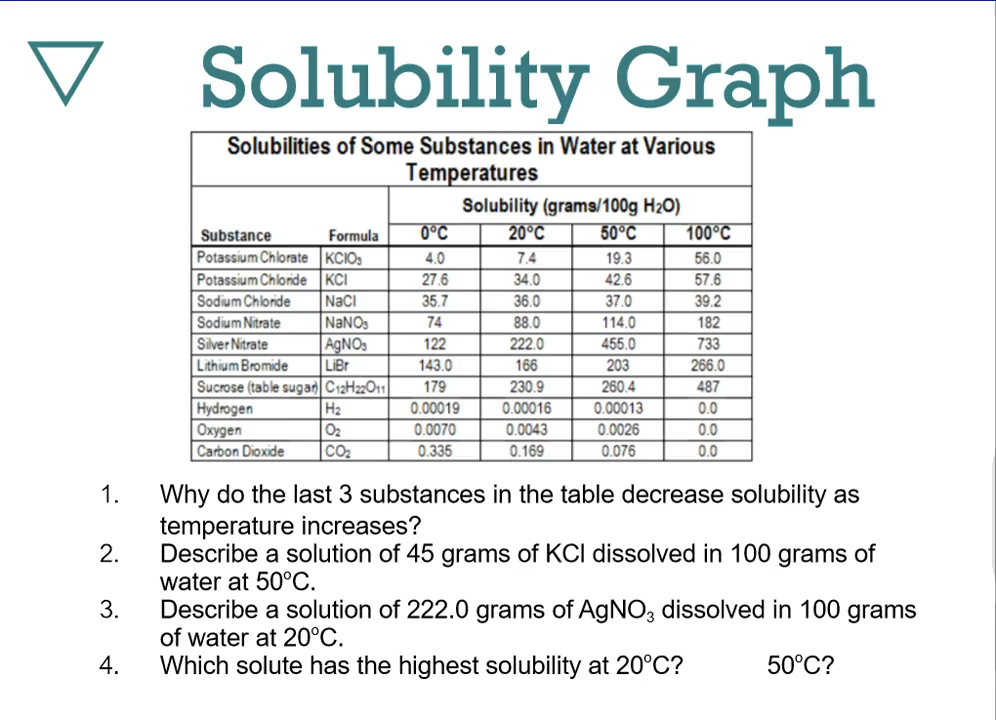 Solubility Graph
Solubilities of Some Substances in Water at Various
Temperatures
Solubility (grams/100g H₂O)
Substance Formula 0°C 20°C 50°C 100°C
Potassium Chlorate KClO₃ 4.0 7.4 19.3 56.0
Potassium Chloride KCl 27.6 34.0 42.6 57.6
Sodium Chloride NaCl 35.7 36.0 37.0 39.2
Sodium Nitrate NaNO₃ 74 88.0 114.0 182
Silver Nitrate AgNO₃ 122 222.0 455.0 733
Lithium Bromide LiBr 143.0 166 203 266.0
Sucrose (table sugar) C₁₂H₂₂O₁₁ 179 230.9 260.4 487
Hydrogen H₂ 0.00019 0.00016 0.00013 0.0
Oxygen O₂ 0.0070 0.0043 0.0026 0.0
Carbon Dioxide CO₂ 0.335 0.169 0.076 0.0
1. Why do the last 3 substances in the table decrease solubility as
temperature increases?
2. Describe a solution of 45 grams of KCl dissolved in 100 grams of
water at 50°C.
3. Describe a solution of 222.0 grams of AgNO₃ dissolved in 100 grams
of water at 20°C.
4. Which solute has the highest solubility at 20°C? 50°C?